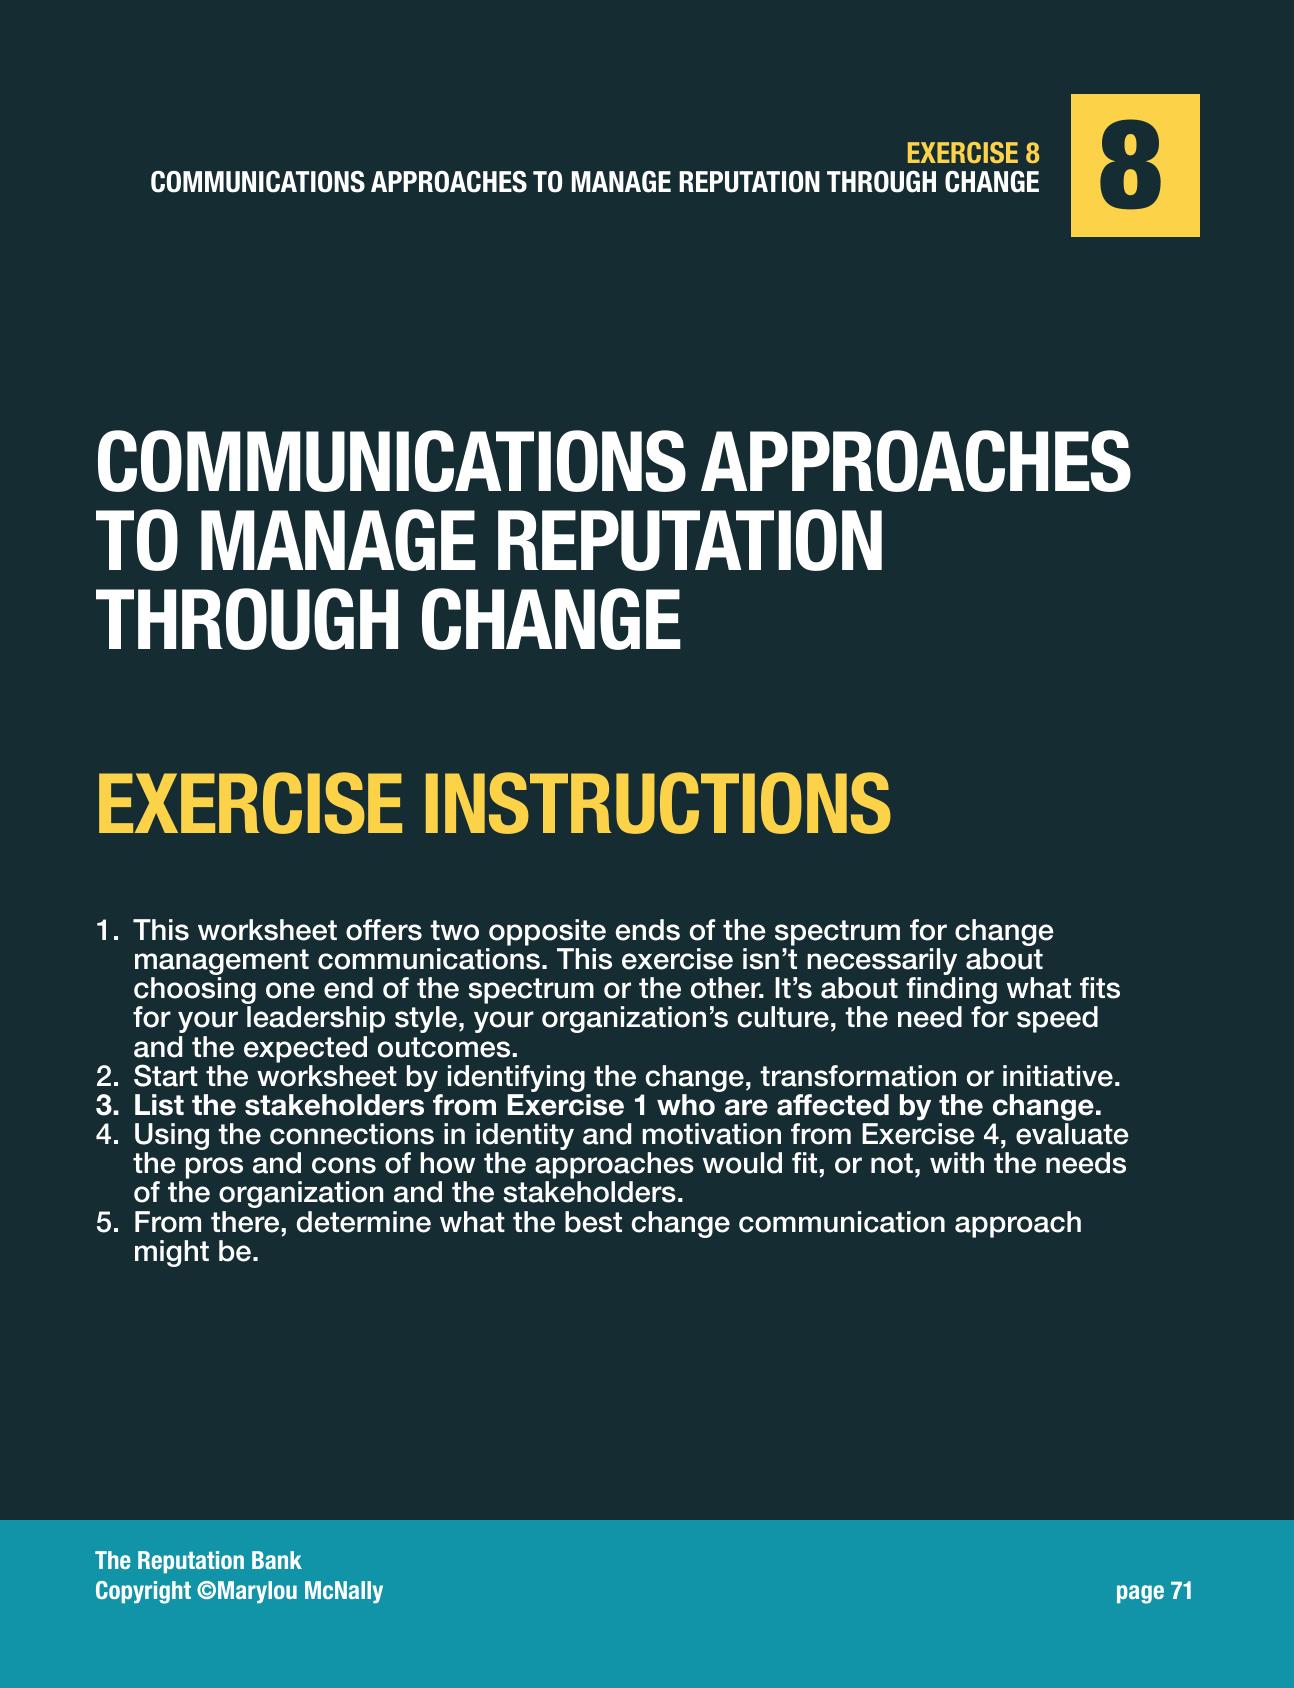 EXERCISE 8
COMMUNICATIONS APPROACHES TO MANAGE REPUTATION THROUGH CHANGE
8
COMMUNICATIONS APPROACHES
TO MANAGE REPUTATION
THROUGH CHANGE
EXERCISE INSTRUCTIONS
1. This worksheet offers two opposite ends of the spectrum for change
management communications. This exercise isn’t necessarily about
choosing one end of the spectrum or the other. It’s about finding what fits
for your leadership style, your organization’s culture, the need for speed
and the expected outcomes.
2. Start the worksheet by identifying the change, transformation or initiative.
3. List the stakeholders from Exercise 1 who are affected by the change.
4. Using the connections in identity and motivation from Exercise 4, evaluate
the pros and cons of how the approaches would fit, or not, with the needs
of the organization and the stakeholders.
5. From there, determine what the best change communication approach
might be.
The Reputation Bank
Copyright ©Marylou McNally
page 71